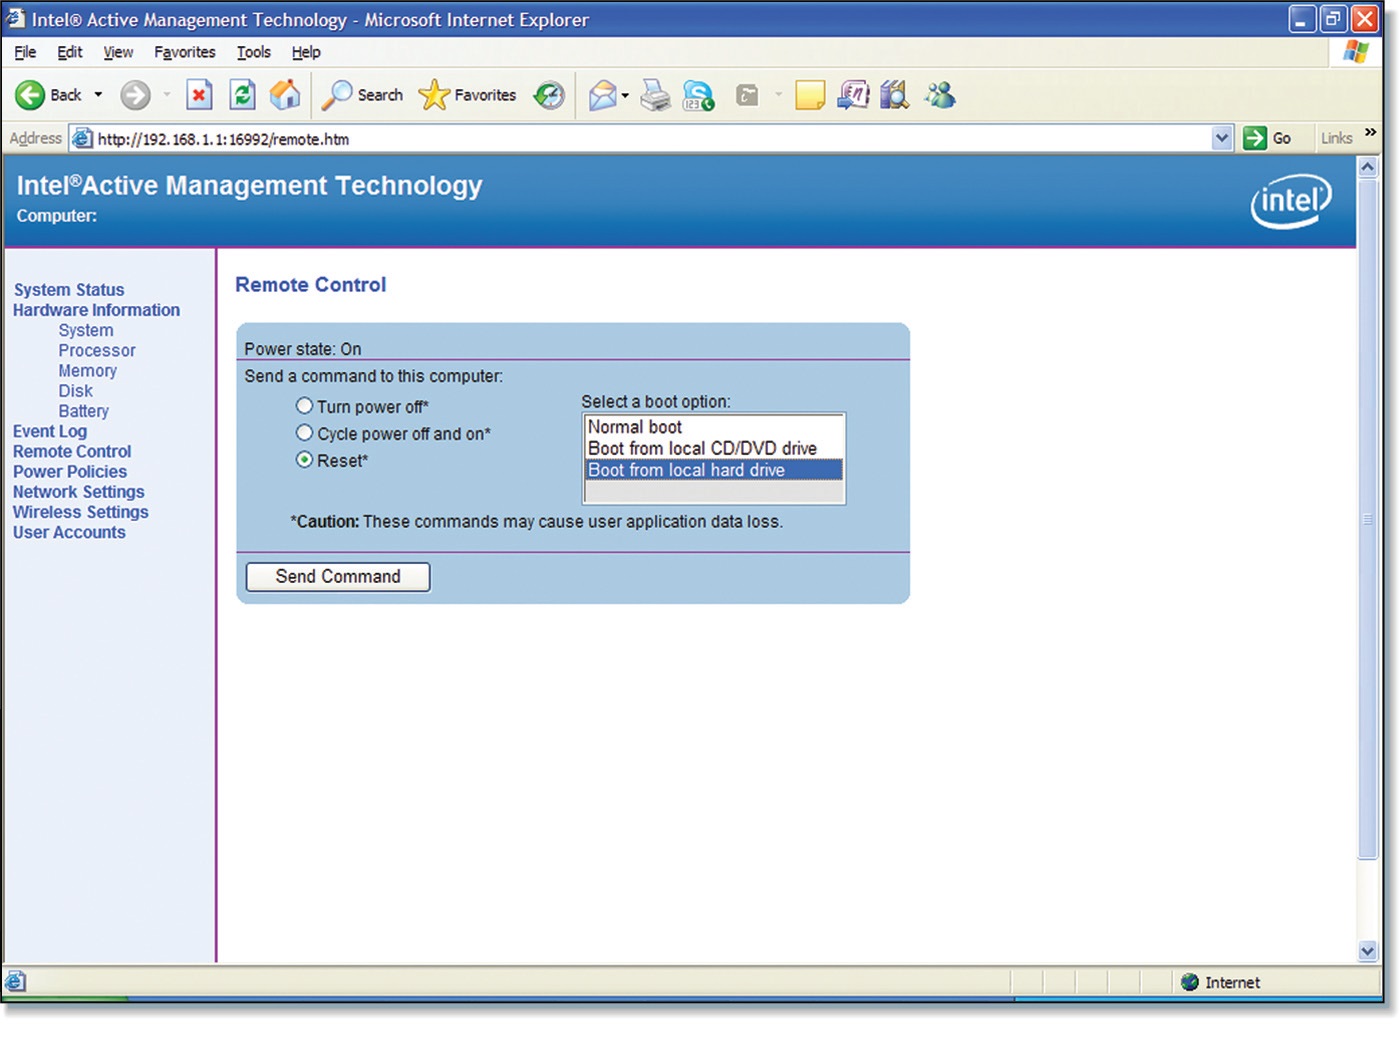 Intel® Active Management Technology - Microsoft Internet Explorer
File Edit View Favorites Tools Help
Back Search Favorites 123
Address http://192.168.1.1:16992/remote.htm Go Links »
Intel®Active Management Technology
Computer:
intel®
System Status
Hardware Information
System
Processor
Memory
Disk
Battery
Event Log
Remote Control
Power Policies
Network Settings
Wireless Settings
User Accounts
Remote Control
Power state: On
Send a command to this computer:
Turn power off*
Cycle power off and on*
Reset*
Select a boot option:
Normal boot
Boot from local CD/DVD drive
Boot from local hard drive
*Caution: These commands may cause user application data loss.
Send Command
Internet